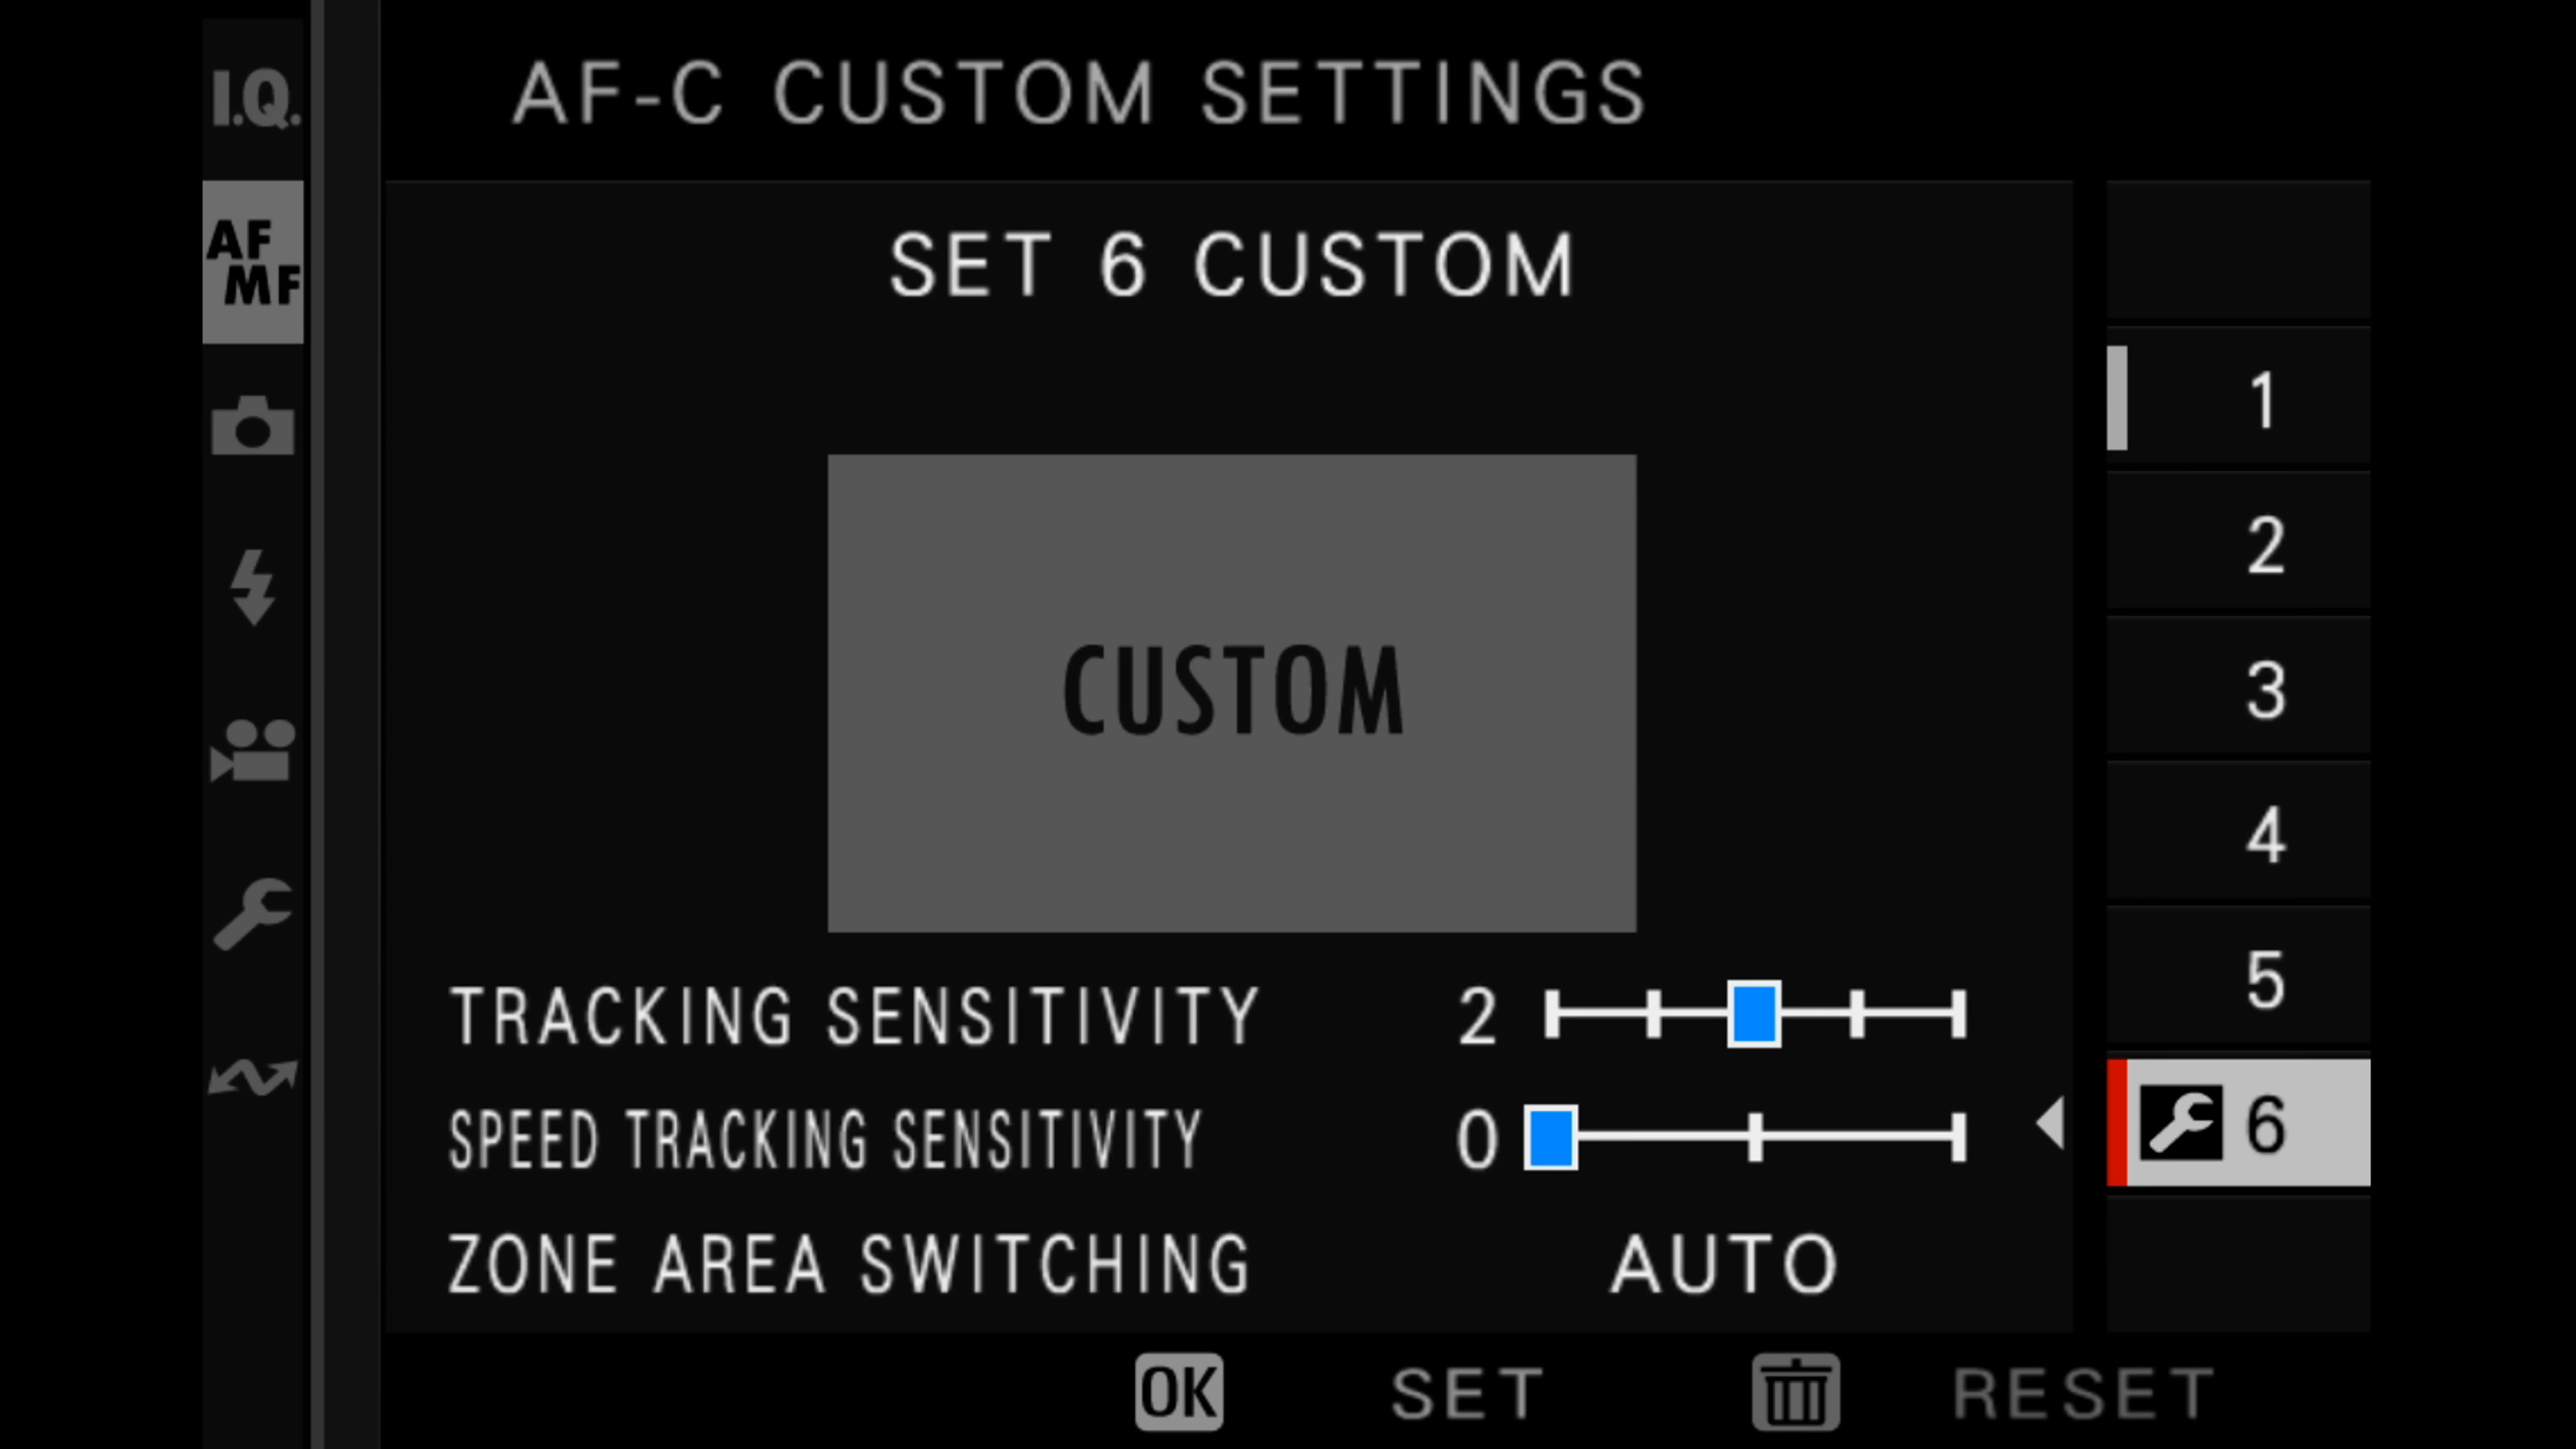 I.Q.
AF-C CUSTOM SETTINGS
AF
MF
SET 6 CUSTOM
CUSTOM
TRACKING SENSITIVITY 2
SPEED TRACKING SENSITIVITY 0
ZONE AREA SWITCHING AUTO
1
2
3
4
5
6
OK SET RESET